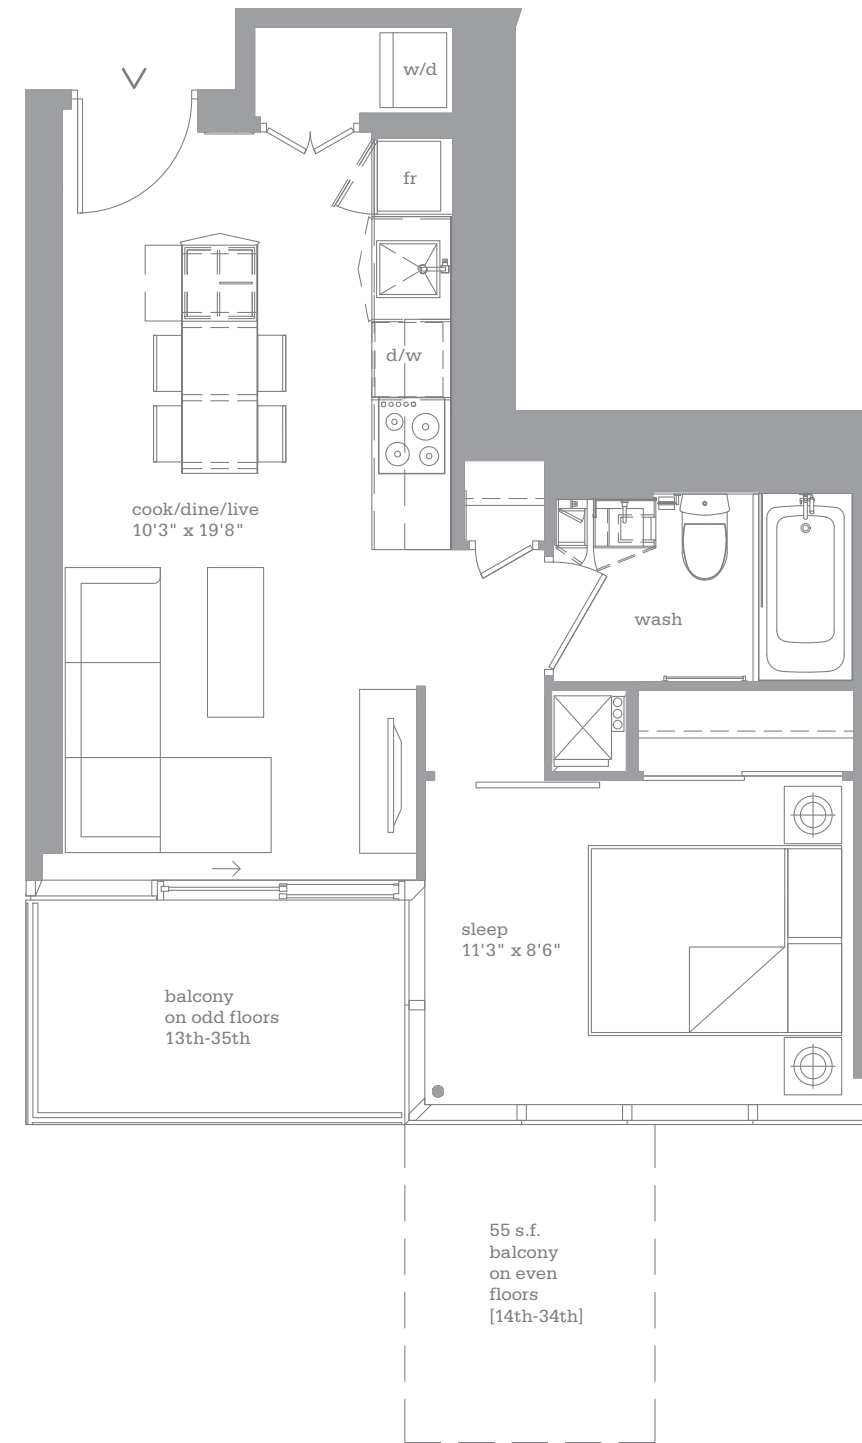 w/d
fr
d/w
cook/dine/live
10'3" x 19'8"
wash
sleep
11'3" x 8'6"
balcony
on odd floors
13th-35th
55 s.f.
balcony
on even
floors
[14th-34th]